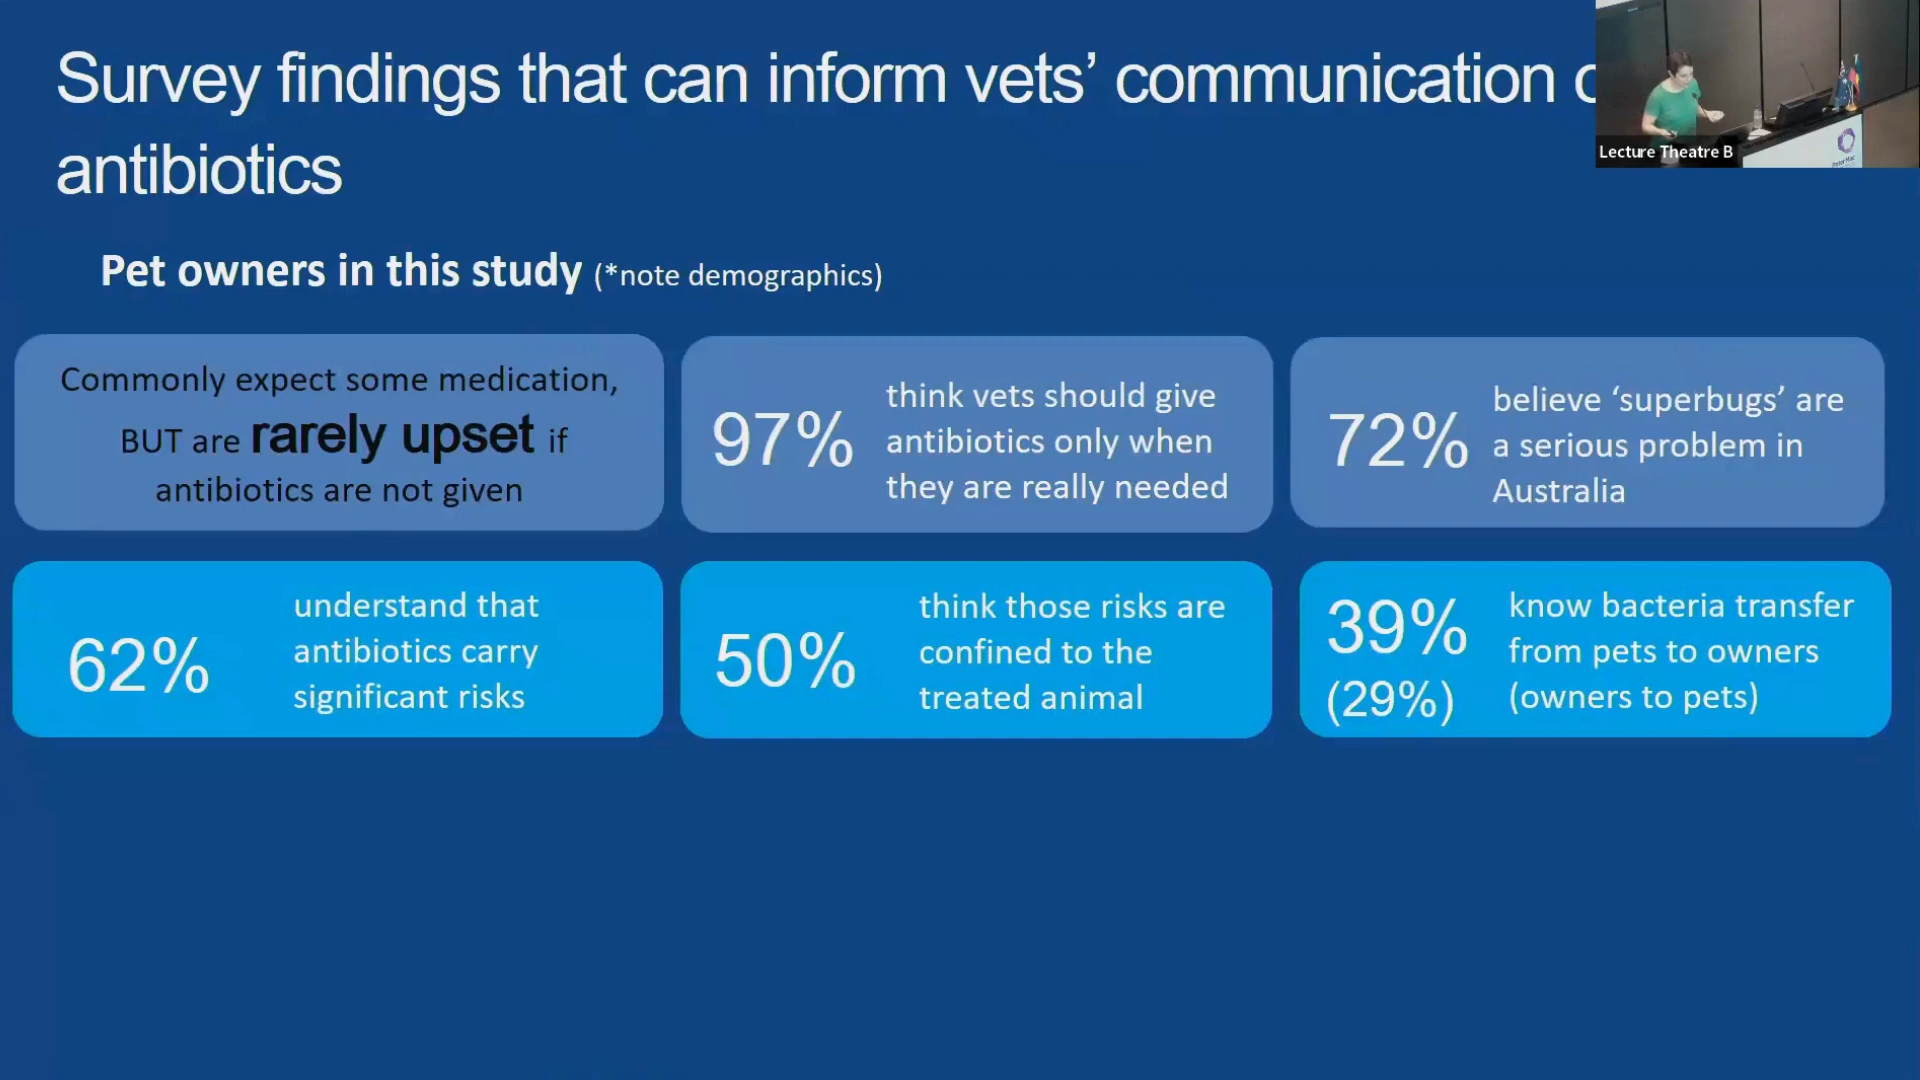 Survey findings that can inform vets’ communication
antibiotics
Lecture Theatre B
Pet owners in this study (*note demographics)
Commonly expect some medication,
BUT are rarely upset if
antibiotics are not given
97%
think vets should give
antibiotics only when
they are really needed
72%
believe ‘superbugs’ are
a serious problem in
Australia
62%
understand that
antibiotics carry
significant risks
50%
think those risks are
confined to the
treated animal
39%
(29%)
know bacteria transfer
from pets to owners
(owners to pets)